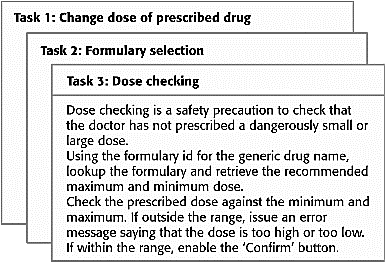 Task 1: Change dose of prescribed drug
Task 2: Formulary selection
Task 3: Dose checking
Dose checking is a safety precaution to check that
the doctor has not prescribed a dangerously small or
large dose.
Using the formulary id for the generic drug name,
lookup the formulary and retrieve the recommended
maximum and minimum dose.
Check the prescribed dose against the minimum and
maximum. If outside the range, issue an error
message saying that the dose is too high or too low.
If within the range, enable the ‘Confirm’ button.